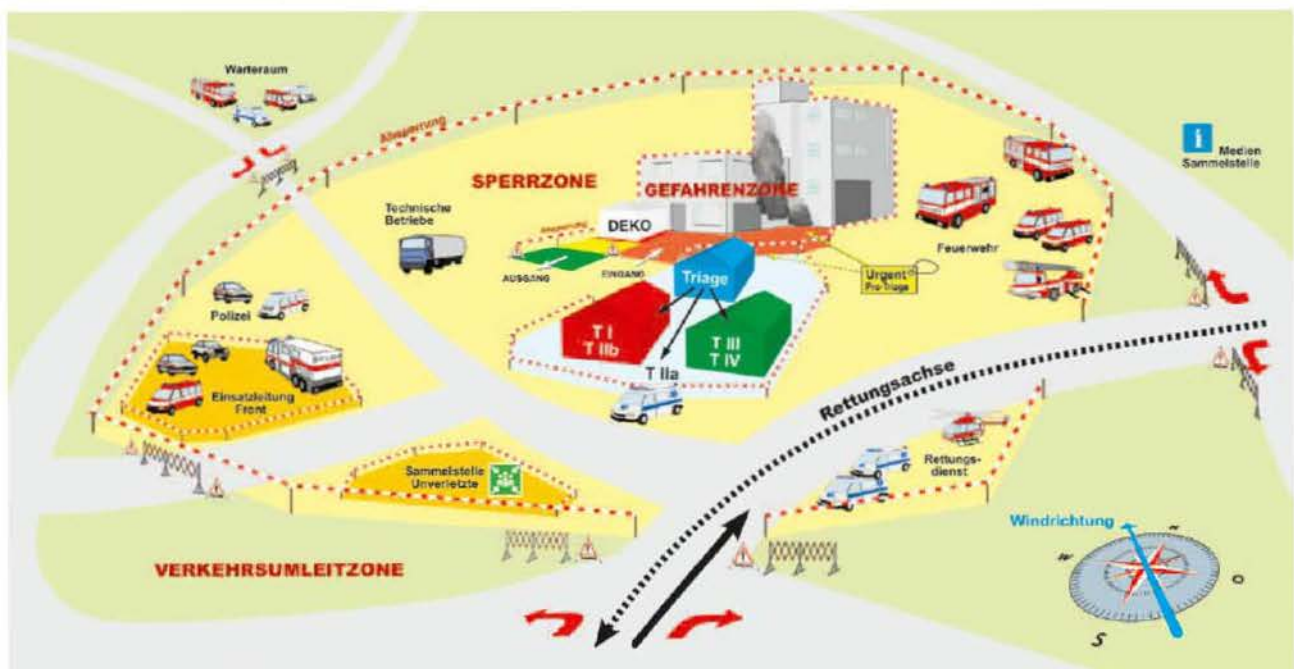 Warteraum
Absperrung
i Medien
Sammelstelle
SPERRZONE
GEFAHRENZONE
Technische
Betriebe
DEKO
Feuerwehr
AUSGANG
EINGANG
Triage
Urgent
Pre-Triage
Polizei
T I
T IIb
T III
T IV
T IIa
Einsatzleitung
Front
Rettungsachse
Sammelstelle
Unverletzte
Rettungs-
dienst
Windrichtung
VERKEHRSUMLEITZONE
N
W
O
S